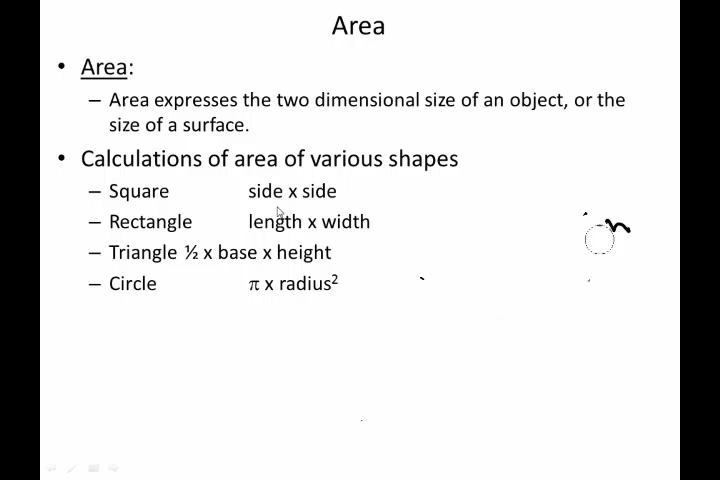 Area
• Area:
– Area expresses the two dimensional size of an object, or the
size of a surface.
• Calculations of area of various shapes
– Square side x side
– Rectangle length x width
– Triangle ½ x base x height
– Circle π x radius²